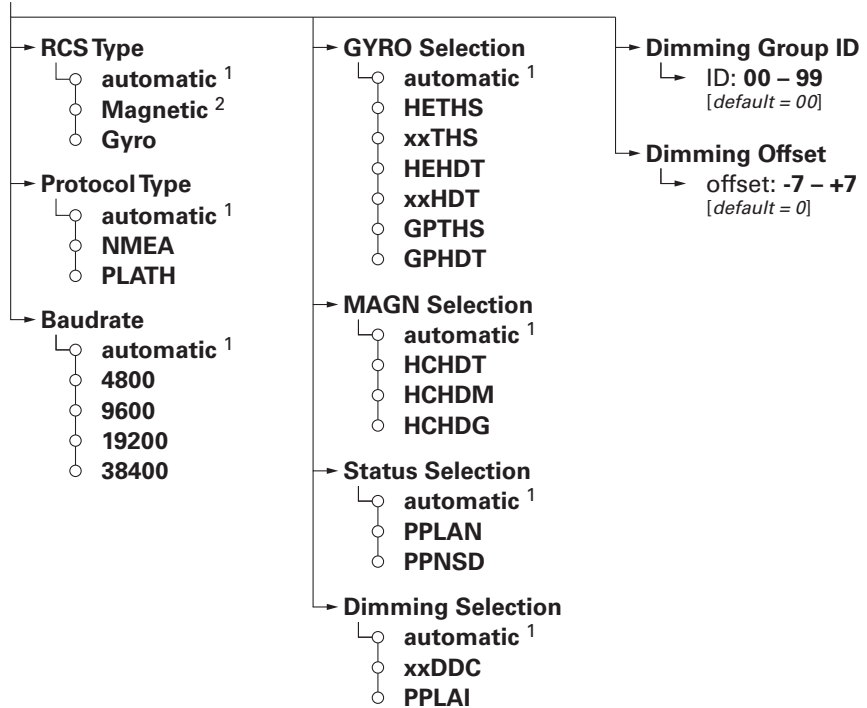 RCS Type
automatic 1
Magnetic 2
Gyro
Protocol Type
automatic 1
NMEA
PLATH
Baudrate
automatic 1
4800
9600
19200
38400
GYRO Selection
automatic 1
HETHS
xxTHS
HEHDT
xxHDT
GPTHS
GPHDT
MAGN Selection
automatic 1
HCHDT
HCHDM
HCHDG
Status Selection
automatic 1
PPLAN
PPNSD
Dimming Selection
automatic 1
xxDDC
PPLAI
Dimming Group ID
ID: 00 – 99
[default = 00]
Dimming Offset
offset: -7 – +7
[default = 0]